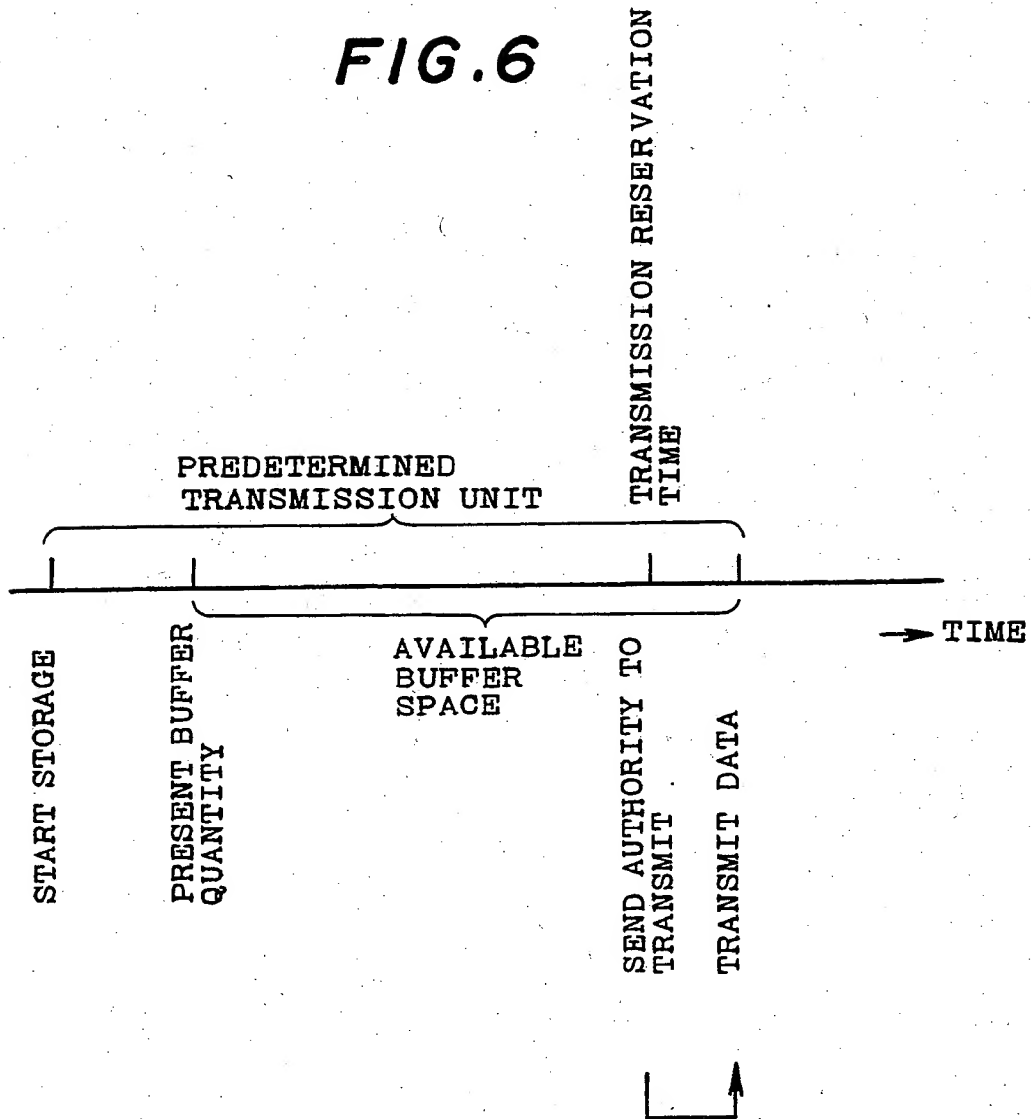 FIG.6
TRANSMISSION RESERVATION
TIME
PREDETERMINED
TRANSMISSION UNIT
AVAILABLE
BUFFER
SPACE
→ TIME
START STORAGE
PRESENT BUFFER
QUANTITY
SEND AUTHORITY TO
TRANSMIT
TRANSMIT DATA